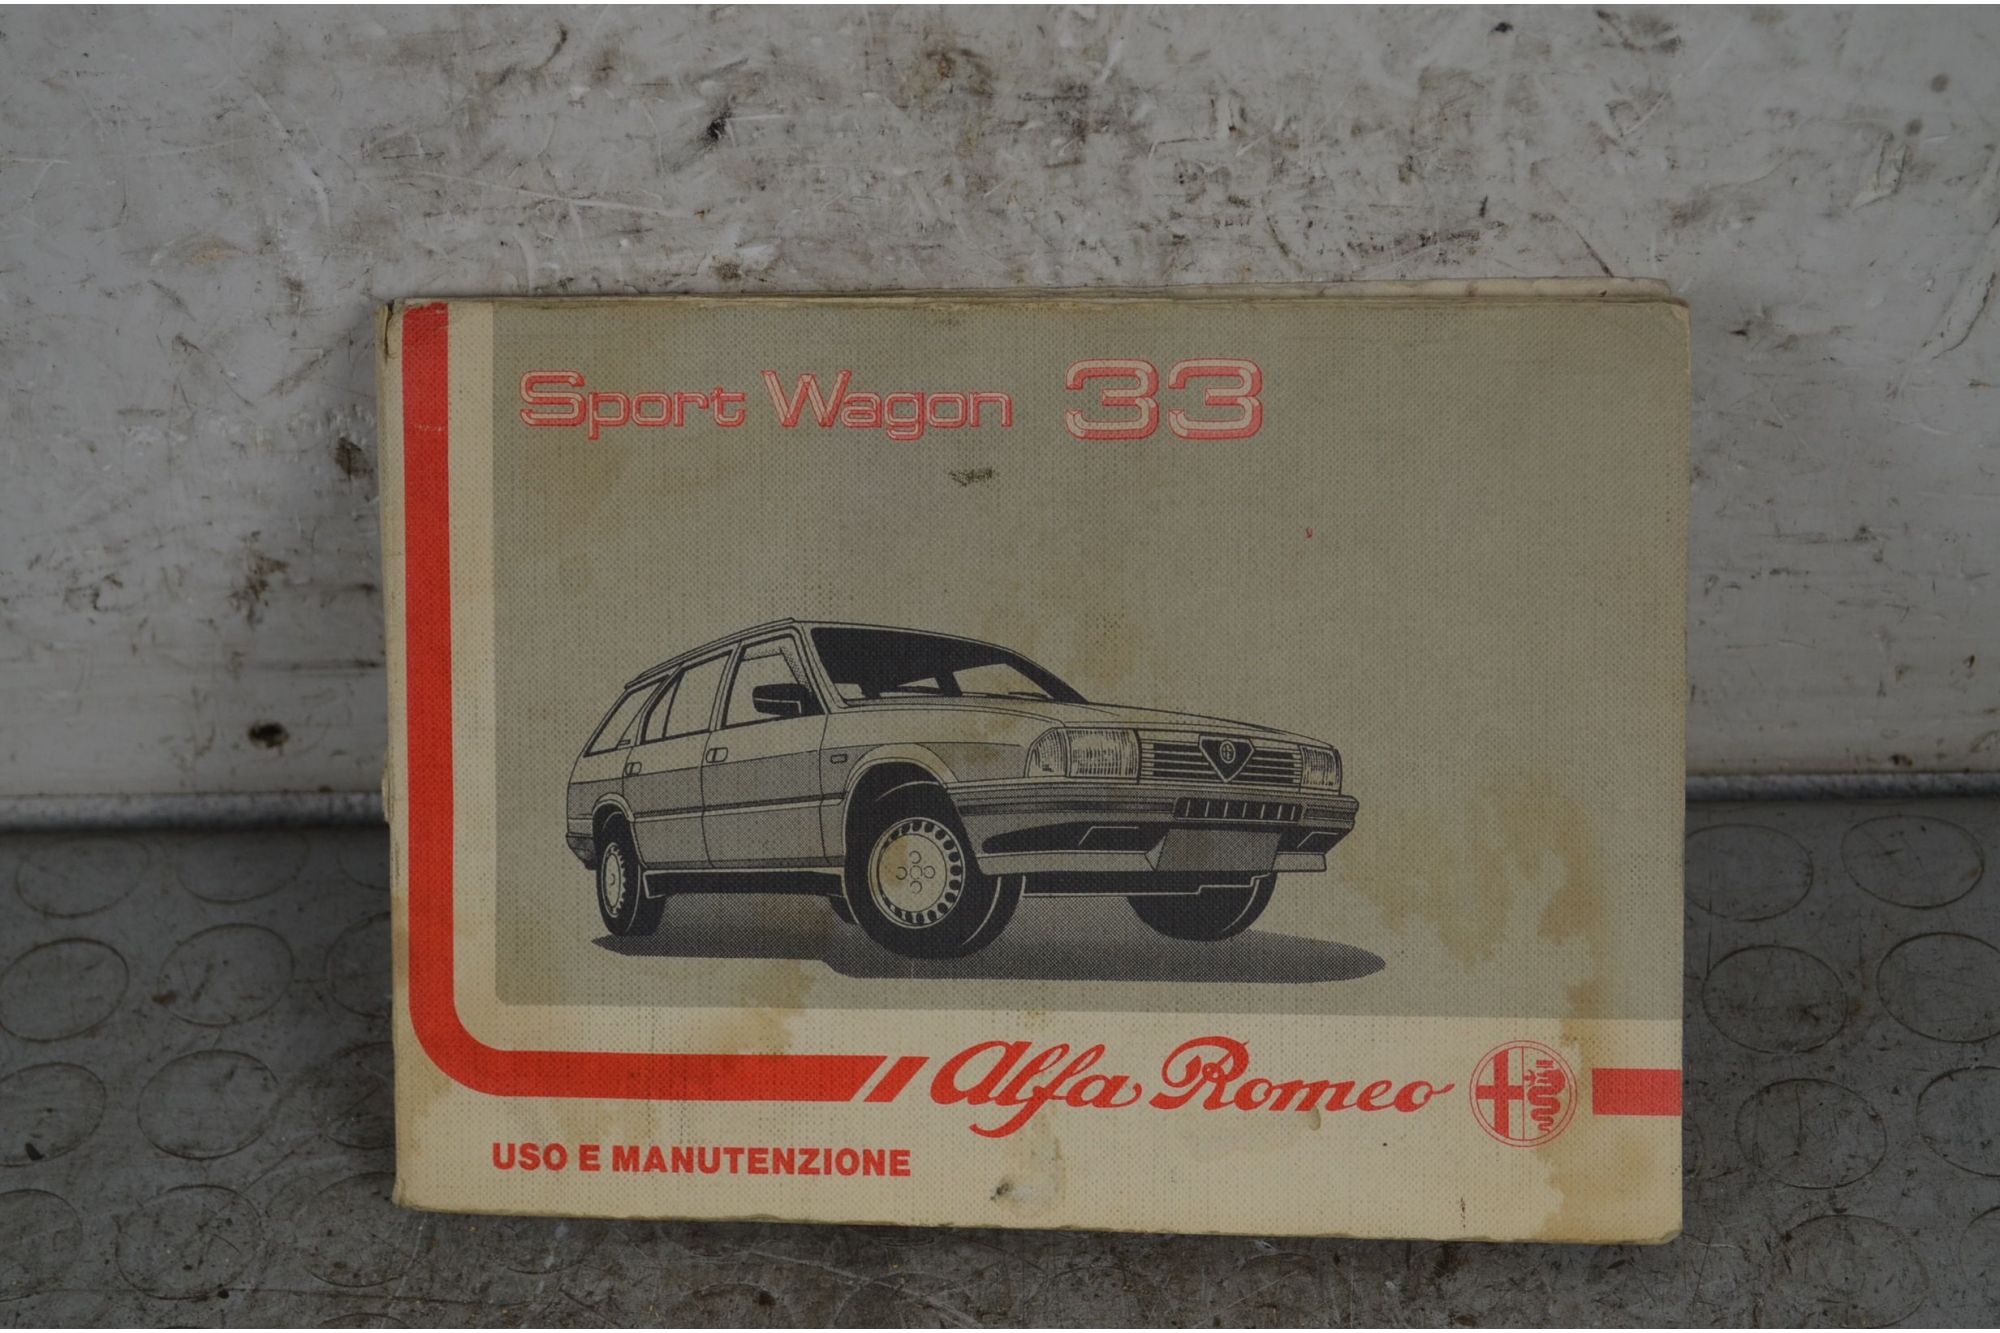 Sport Wagon 33
Alfa Romeo
USO E MANUTENZIONE